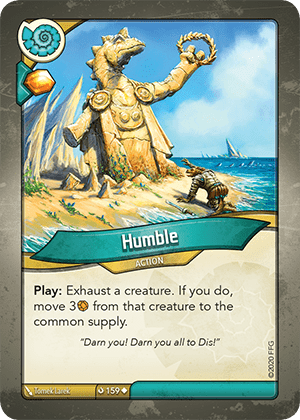 Humble
ACTION
Play: Exhaust a creature. If you do,
move 3 from that creature to the
common supply.
"Darn you! Darn you all to Dis!"
Tomek Larek
159
©2020 FFG